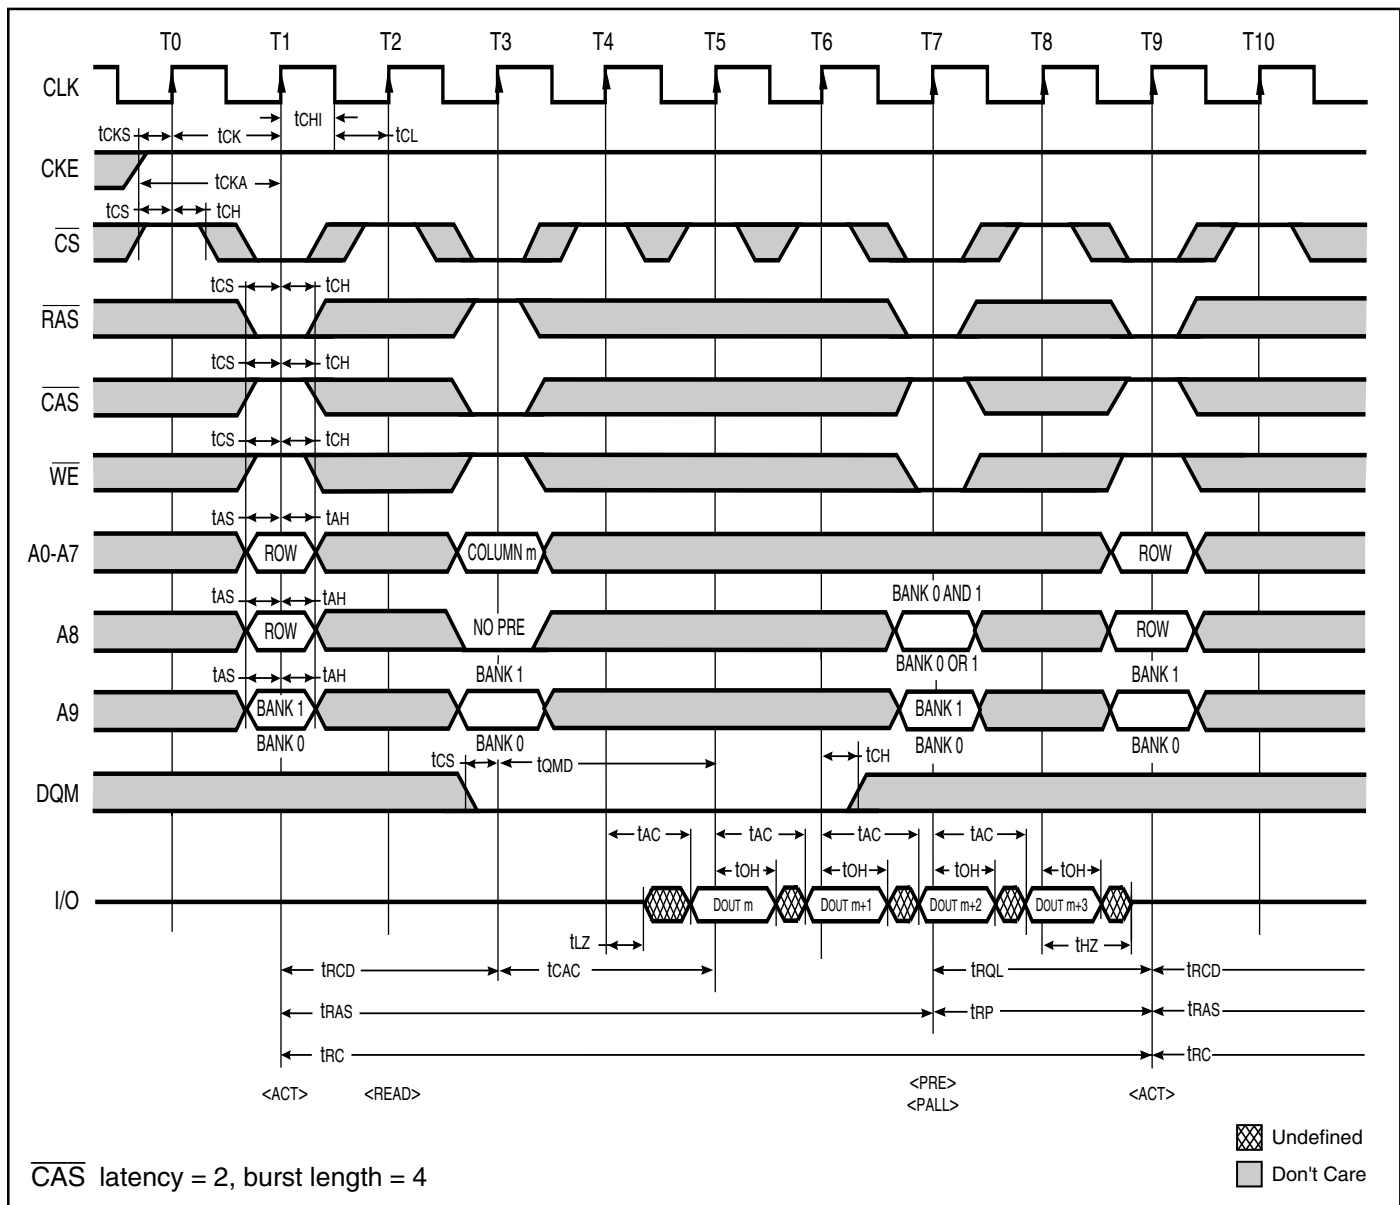 T0 T1 T2 T3 T4 T5 T6 T7 T8 T9 T10
CLK
tCHI
tCKS tCK tCL
CKE
tCKA
tCS tCH
CS
tCS tCH
RAS
tCS tCH
CAS
tCS tCH
WE
tAS tAH
A0-A7 ROW COLUMN m ROW
BANK 0 AND 1
tAS tAH
A8 ROW NO PRE ROW
BANK 0 OR 1
tAS tAH BANK 1 BANK 1
A9 BANK 1 BANK 1
BANK 0 BANK 0 BANK 0 BANK 0
tCS tQMD tCH
DQM
tAC tAC tAC tAC
tOH tOH tOH tOH
I/O DOUT m DOUT m+1 DOUT m+2 DOUT m+3
tLZ tHZ
tRCD tCAC tRQL tRCD
tRAS tRP tRAS
tRC tRC
<ACT> <READ> <PRE> <ACT>
<PALL>
Undefined
Don't Care
CAS latency = 2, burst length = 4